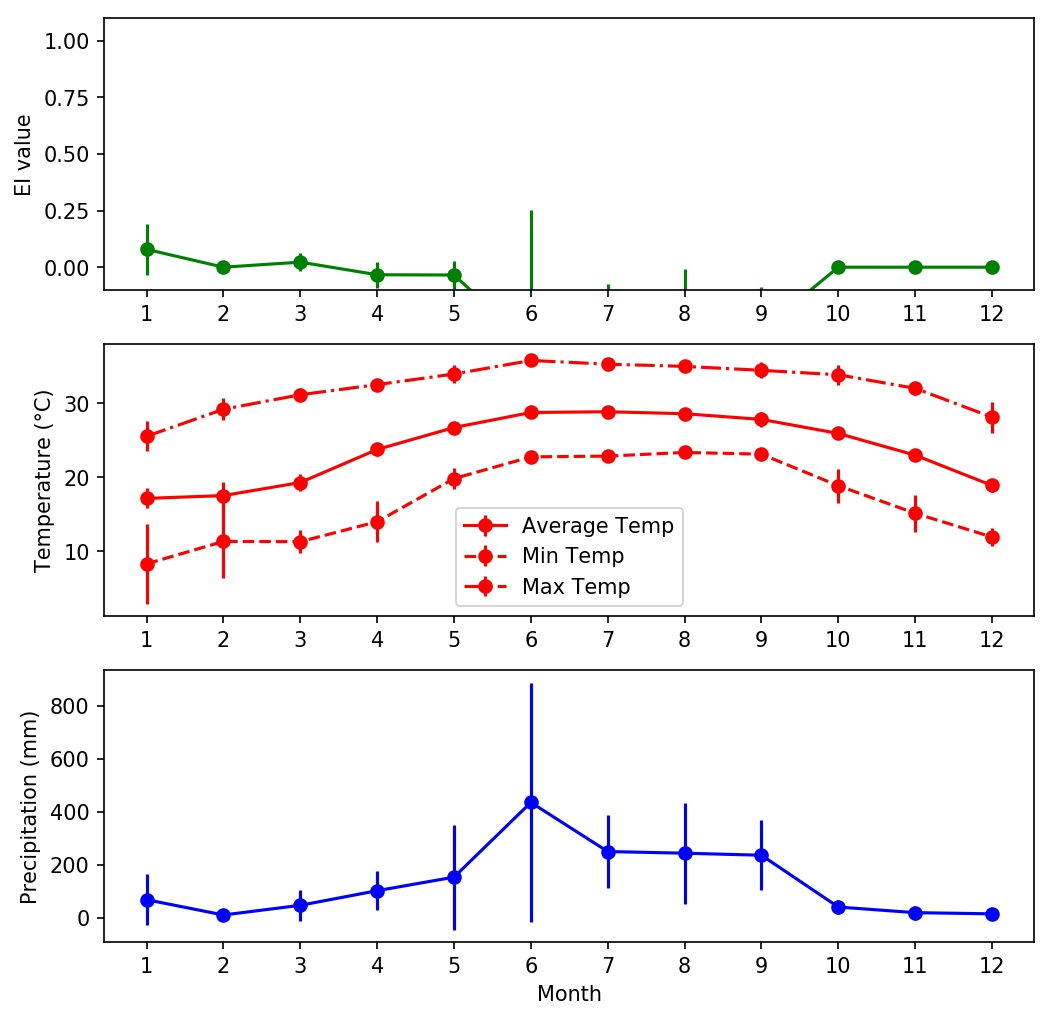 EI value
1.00
0.75
0.50
0.25
0.00
1 2 3 4 5 6 7 8 9 10 11 12
Temperature (°C)
30
20
10
Average Temp
Min Temp
Max Temp
1 2 3 4 5 6 7 8 9 10 11 12
Precipitation (mm)
800
600
400
200
0
1 2 3 4 5 6 7 8 9 10 11 12
Month